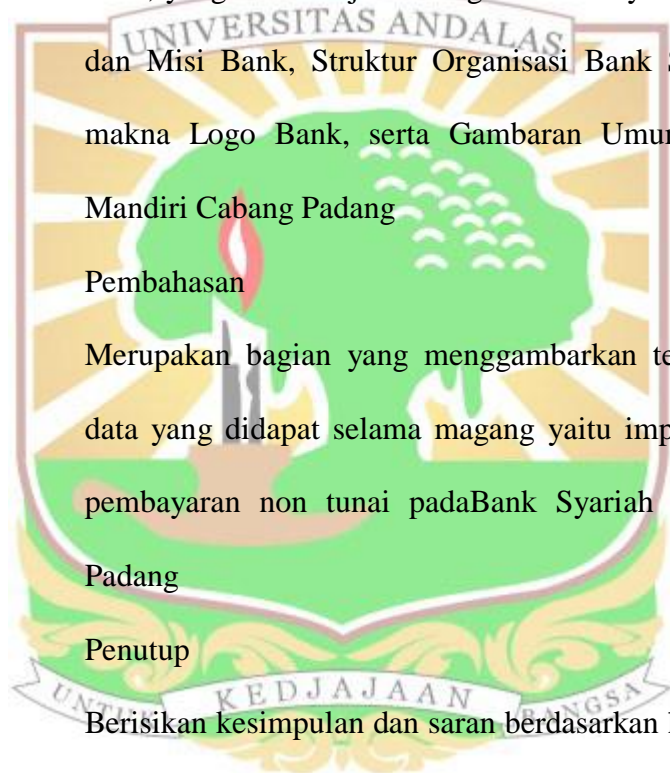 UNIVERSITAS ANDALAS
dan Misi Bank, Struktur Organisasi Bank
makna Logo Bank, serta Gambaran Umum
Mandiri Cabang Padang
Pembahasan
Merupakan bagian yang menggambarkan
data yang didapat selama magang yaitu
pembayaran non tunai padaBank Syariah
Padang
Penutup
UNTUK KEDJAJAAN BANGSA
Berisikan kesimpulan dan saran berdasarkan